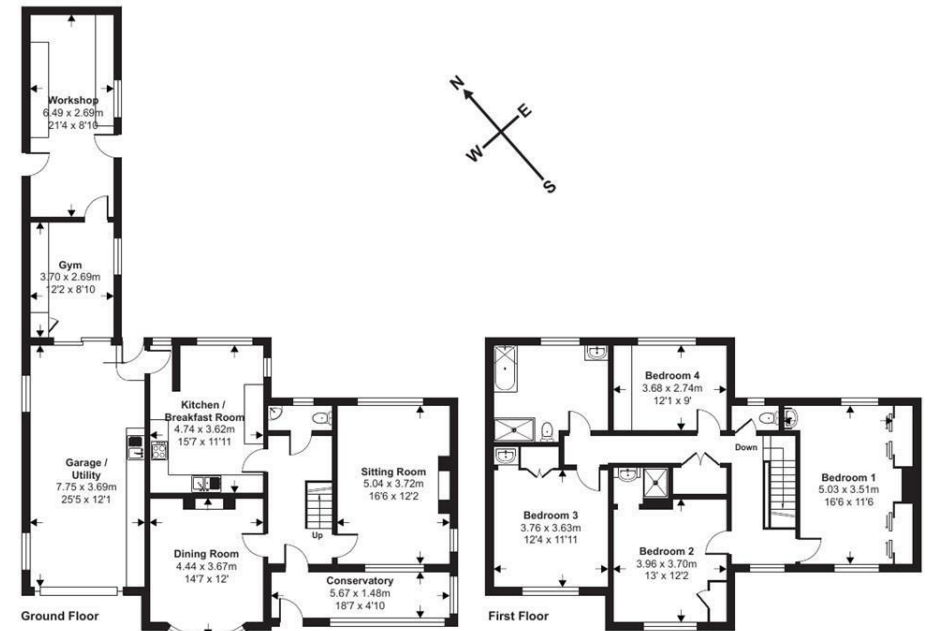 Workshop
6.49 x 2.69m
21'4 x 8'10
N
E
W
S
Gym
3.70 x 2.69m
12'2 x 8'10
Kitchen /
Breakfast Room
4.74 x 3.62m
15'7 x 11'11
Garage /
Utility
7.75 x 3.69m
25'5 x 12'1
Sitting Room
5.04 x 3.72m
16'6 x 12'2
Up
Dining Room
4.44 x 3.67m
14'7 x 12'
Conservatory
5.67 x 1.48m
18'7 x 4'10
Ground Floor
Bedroom 4
3.68 x 2.74m
12'1 x 9'
Down
Bedroom 1
5.03 x 3.51m
16'6 x 11'6
Bedroom 3
3.76 x 3.63m
12'4 x 11'11
Bedroom 2
3.96 x 3.70m
13' x 12'2
First Floor